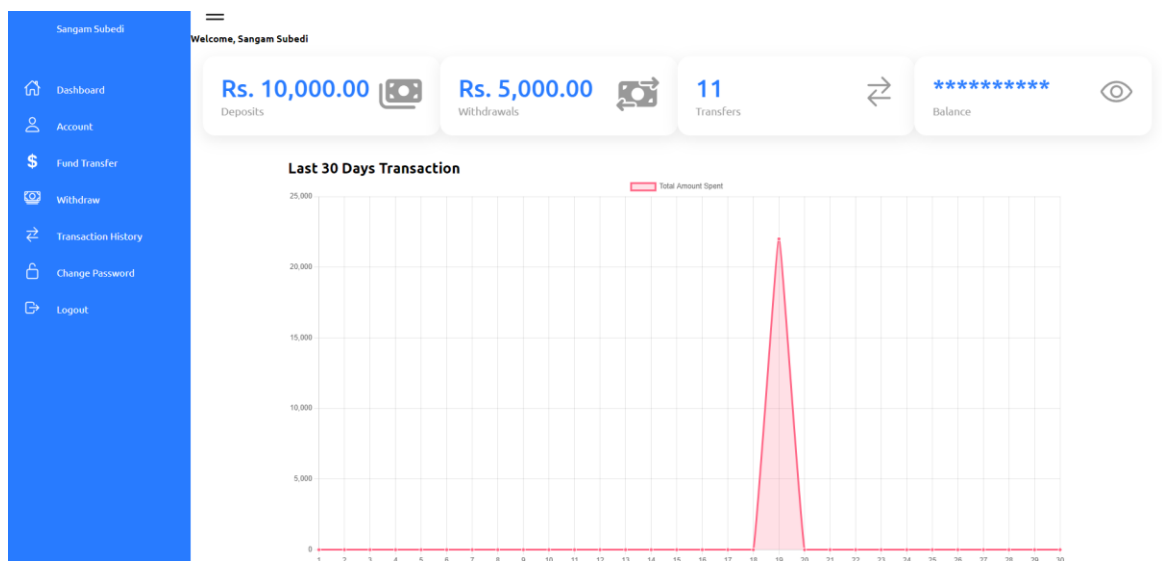 Sangam Subedi
Dashboard
Account
Fund Transfer
Withdraw
Transaction History
Change Password
Logout
Welcome, Sangam Subedi
Rs. 10,000.00
Deposits
Rs. 5,000.00
Withdrawals
11
Transfers
**********
Balance
Last 30 Days Transaction
Total Amount Spent
25,000
20,000
15,000
10,000
5,000
0
1 2 3 4 5 6 7 8 9 10 11 12 13 14 15 16 17 18 19 20 21 22 23 24 25 26 27 28 29 30